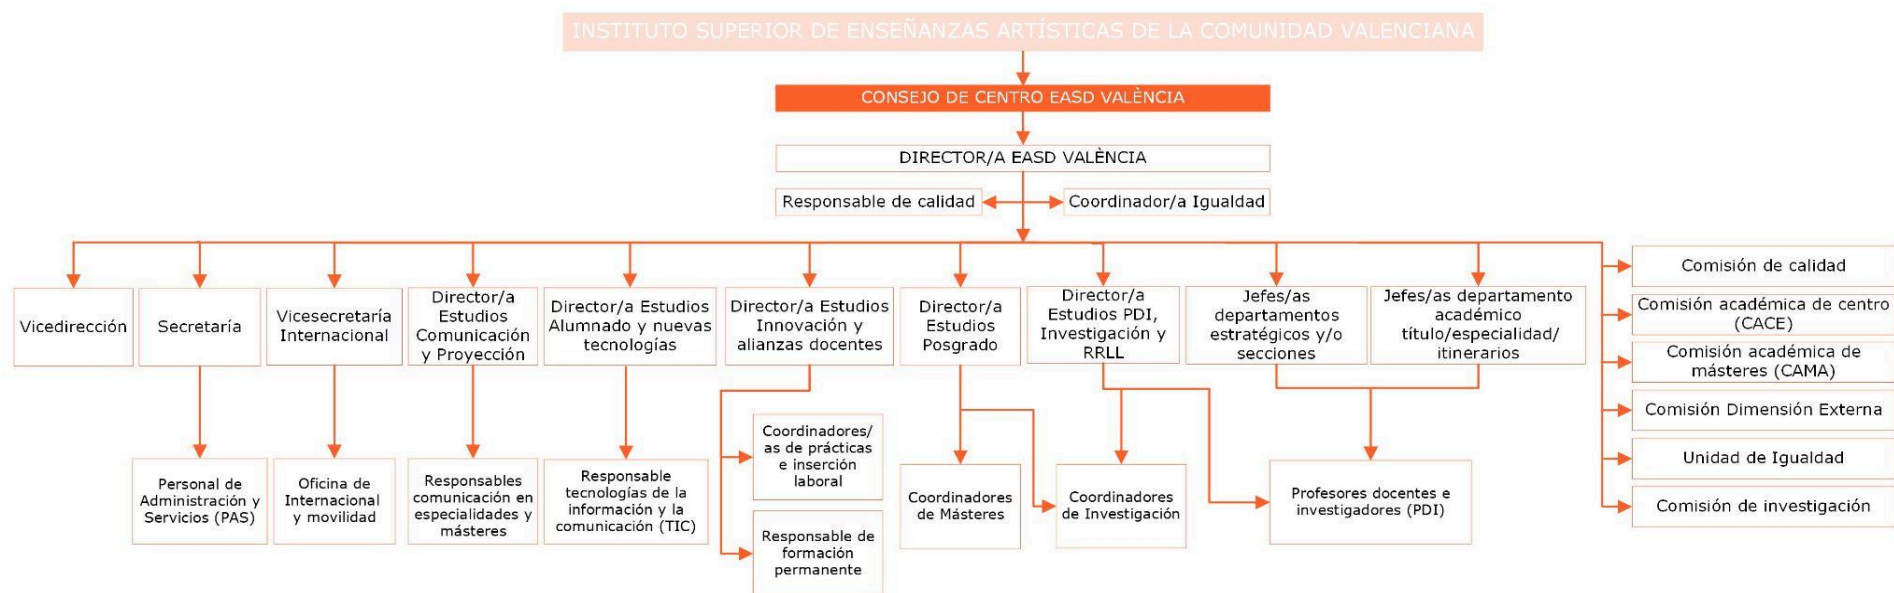 INSTITUTO SUPERIOR DE ENSEÑANZAS ARTÍSTICAS DE LA COMUNIDAD VALENCIANA
CONSEJO DE CENTRO EASD VALÈNCIA
DIRECTOR/A EASD VALÈNCIA
Responsable de calidad
Coordinador/a Igualdad
Vicedirección
Secretaría
Vicesecretaría
Internacional
Director/a
Estudios
Comunicación
y Proyección
Director/a Estudios
Alumnado y nuevas
tecnologías
Director/a Estudios
Innovación y
alianzas docentes
Director/a
Estudios
Posgrado
Director/a
Estudios PDI,
Investigación y
RRLL
Jefes/as
departamentos
estratégicos y/o
secciones
Jefes/as departamento
académico
título/especialidad/
itinerarios
Comisión de calidad
Comisión académica de centro
(CACE)
Comisión académica de
másteres (CAMA)
Comisión Dimensión Externa
Unidad de Igualdad
Comisión de investigación
Personal de
Administración y
Servicios (PAS)
Oficina de
Internacional
y movilidad
Responsables
comunicación en
especialidades y
másteres
Responsable
tecnologías de la
información y la
comunicación (TIC)
Coordinadores/
as de prácticas
e inserción
laboral
Responsable de
formación
permanente
Coordinadores
de Másteres
Coordinadores
de Investigación
Profesores docentes e
investigadores (PDI)